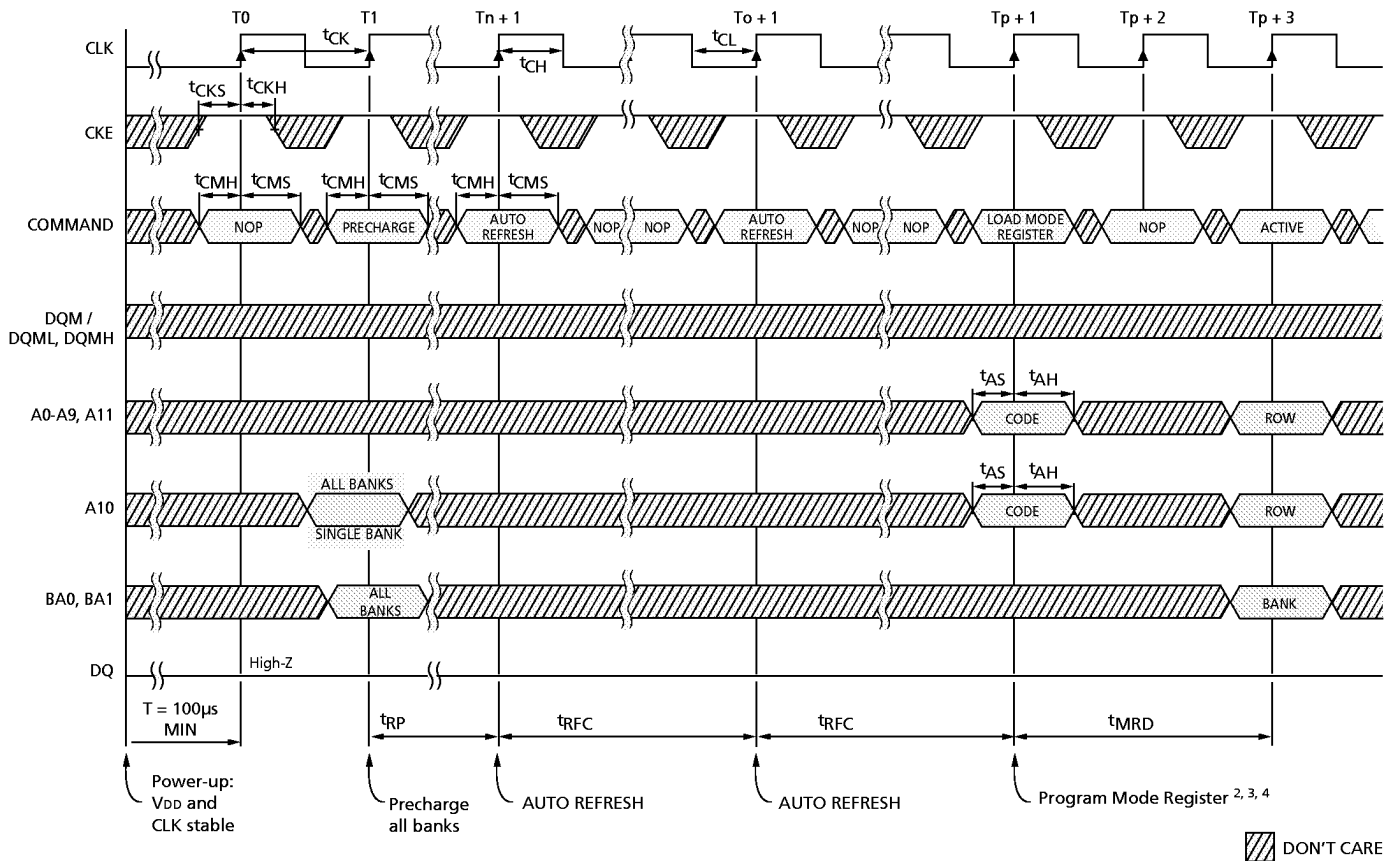 T0 T1 Tn + 1 To + 1 Tp + 1 Tp + 2 Tp + 3
CLK
tCK
tCH
tCL
tCKS tCKH
CKE
tCMH tCMS tCMH tCMS tCMH tCMS
COMMAND
NOP
PRECHARGE
AUTO
REFRESH
NOP
NOP
AUTO
REFRESH
NOP
NOP
LOAD MODE
REGISTER
NOP
ACTIVE
DQM /
DQML, DQMH
tAS tAH
A0-A9, A11
CODE
ROW
tAS tAH
ALL BANKS
A10
CODE
ROW
SINGLE BANK
BA0, BA1
ALL
BANKS
BANK
DQ
High-Z
T = 100µs
MIN
tRP
tRFC
tRFC
tMRD
Power-up:
VDD and
CLK stable
Precharge
all banks
AUTO REFRESH
AUTO REFRESH
Program Mode Register 2, 3, 4
DON'T CARE